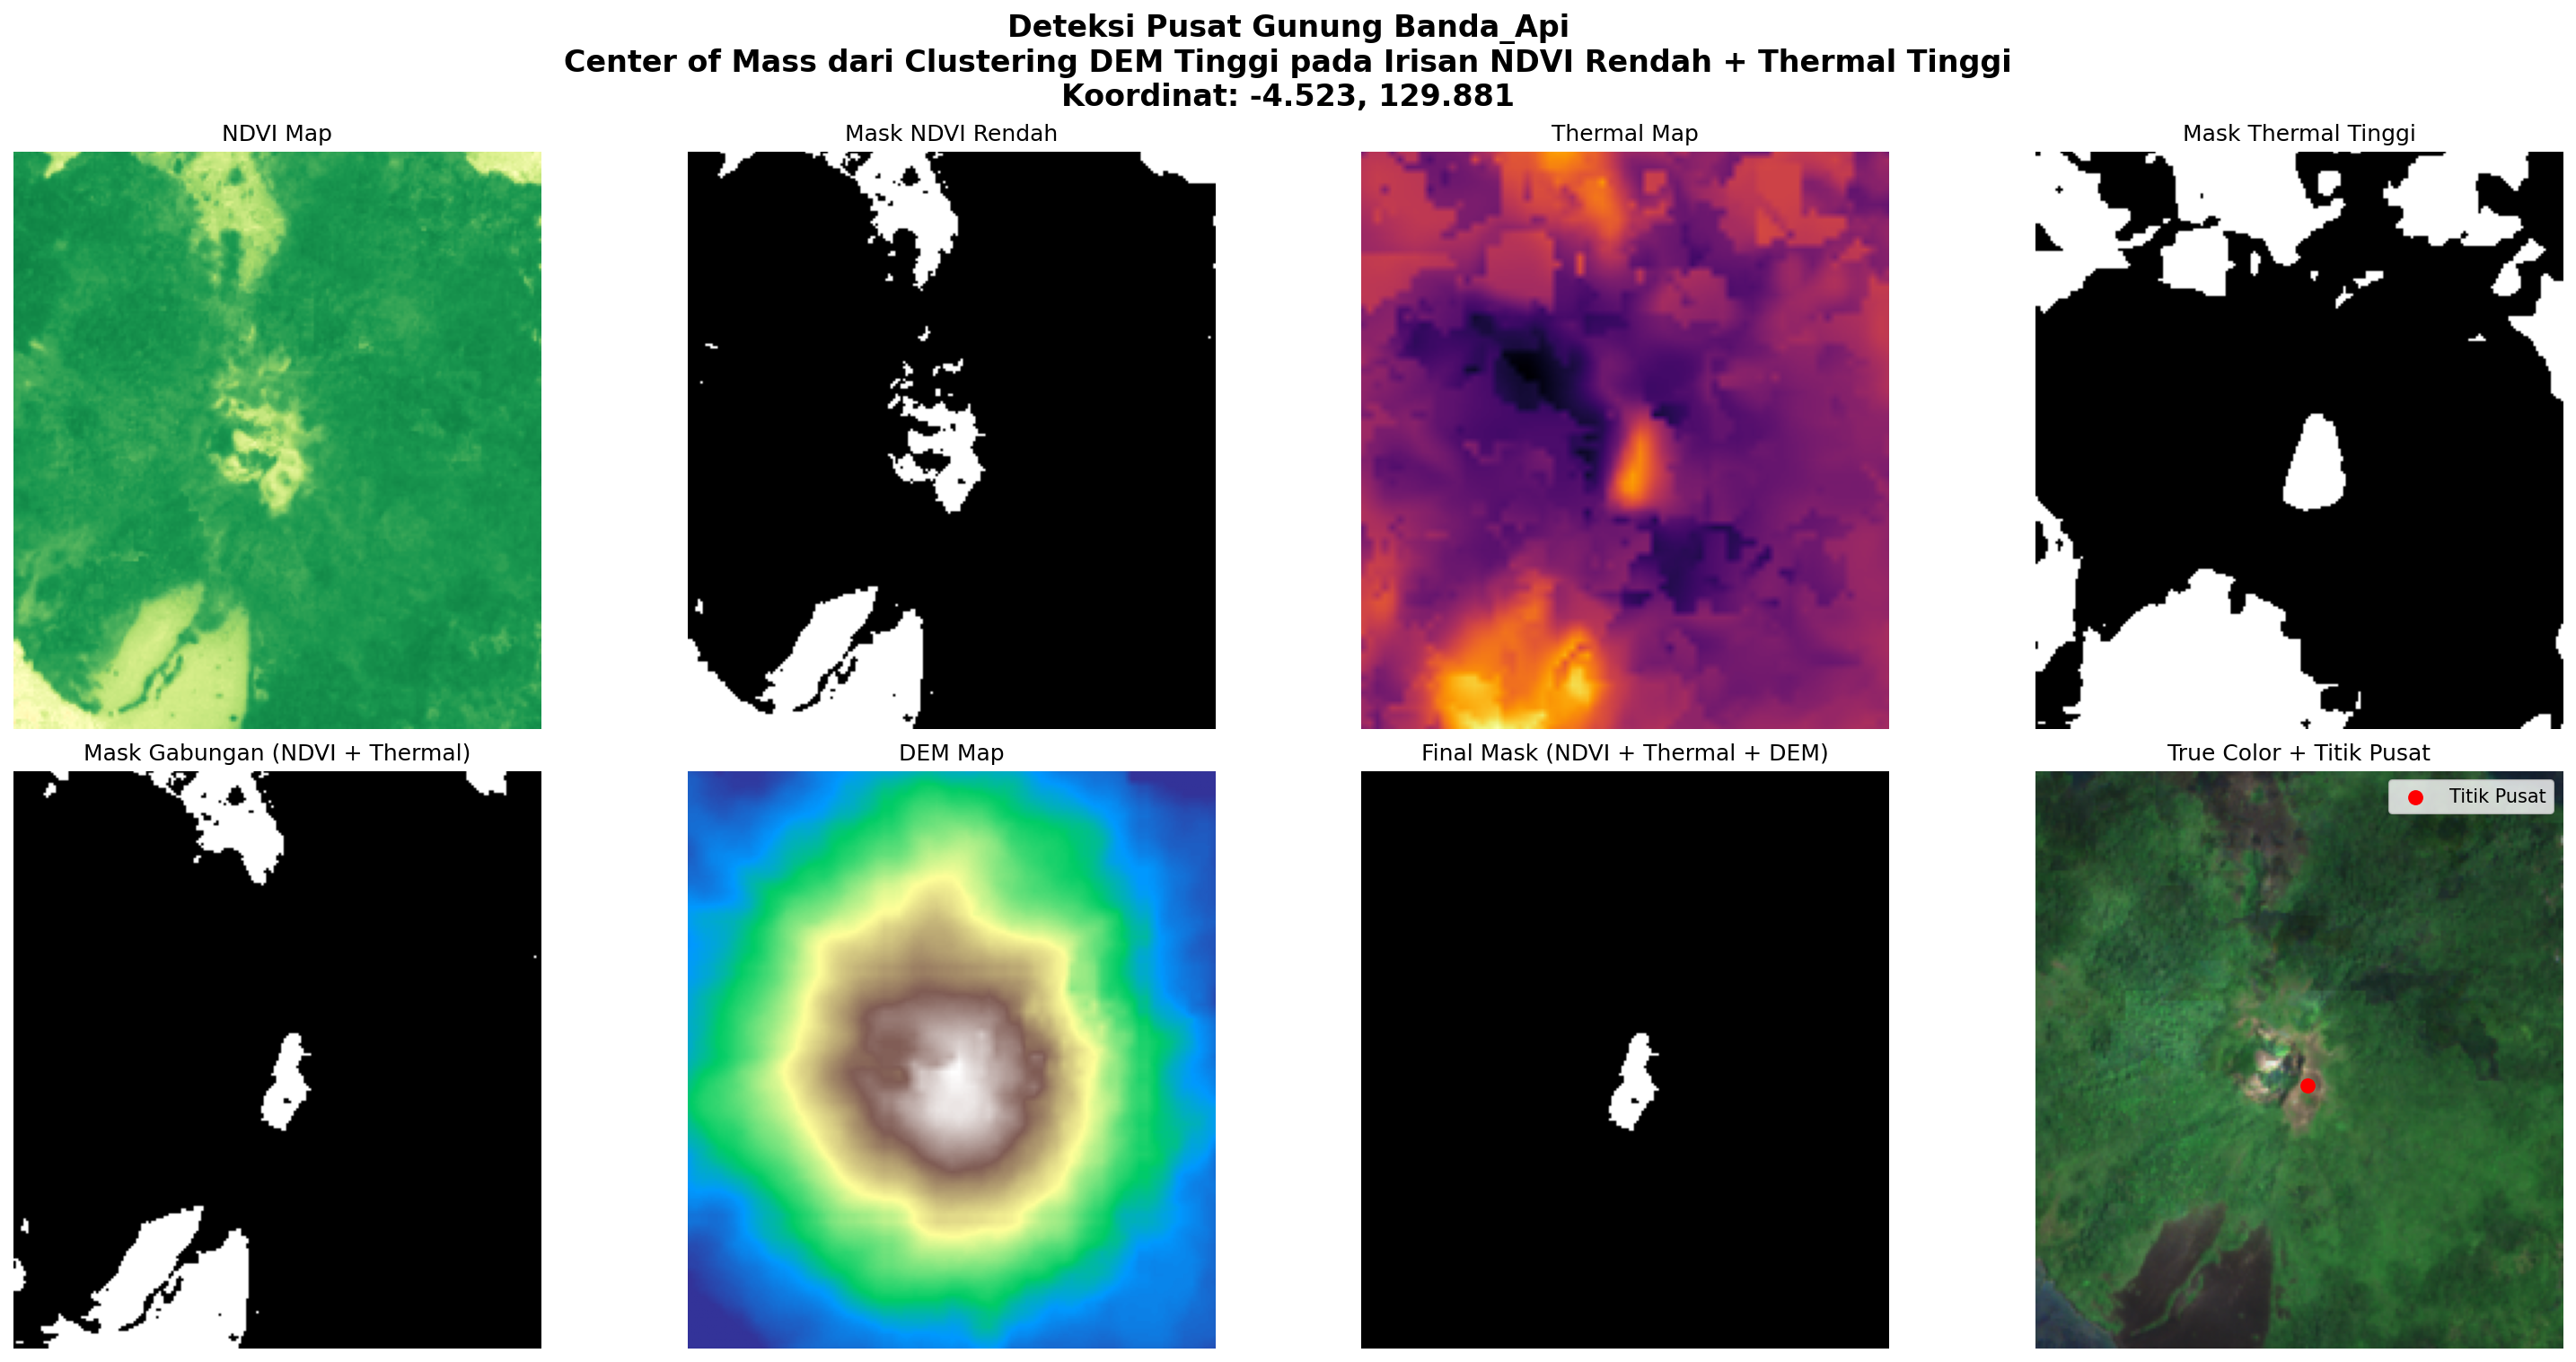 Deteksi Pusat Gunung Banda_Api
Center of Mass dari Clustering DEM Tinggi pada Irisan NDVI Rendah + Thermal Tinggi
Koordinat: -4.523, 129.881
NDVI Map
Mask NDVI Rendah
Thermal Map
Mask Thermal Tinggi
Mask Gabungan (NDVI + Thermal)
DEM Map
Final Mask (NDVI + Thermal + DEM)
True Color + Titik Pusat
Titik Pusat